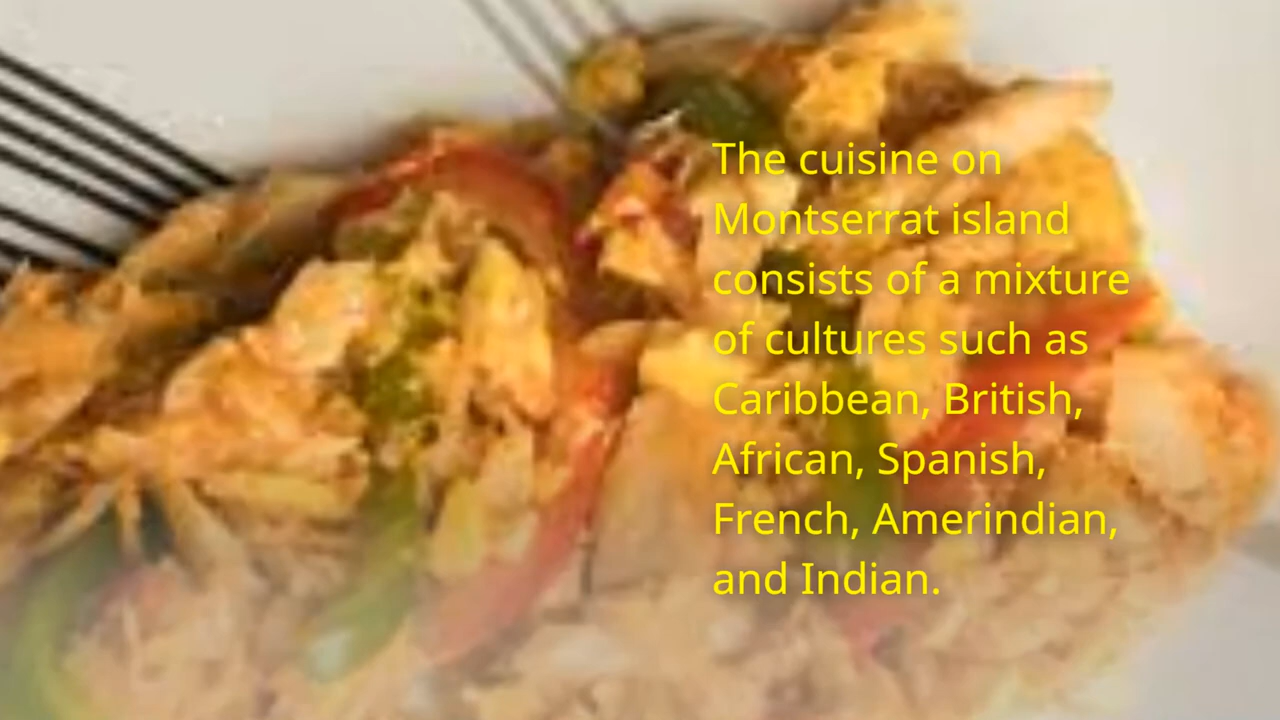 The cuisine on
Montserrat island
consists of a mixture
of cultures such as
Caribbean, British,
African, Spanish,
French, Amerindian,
and Indian.